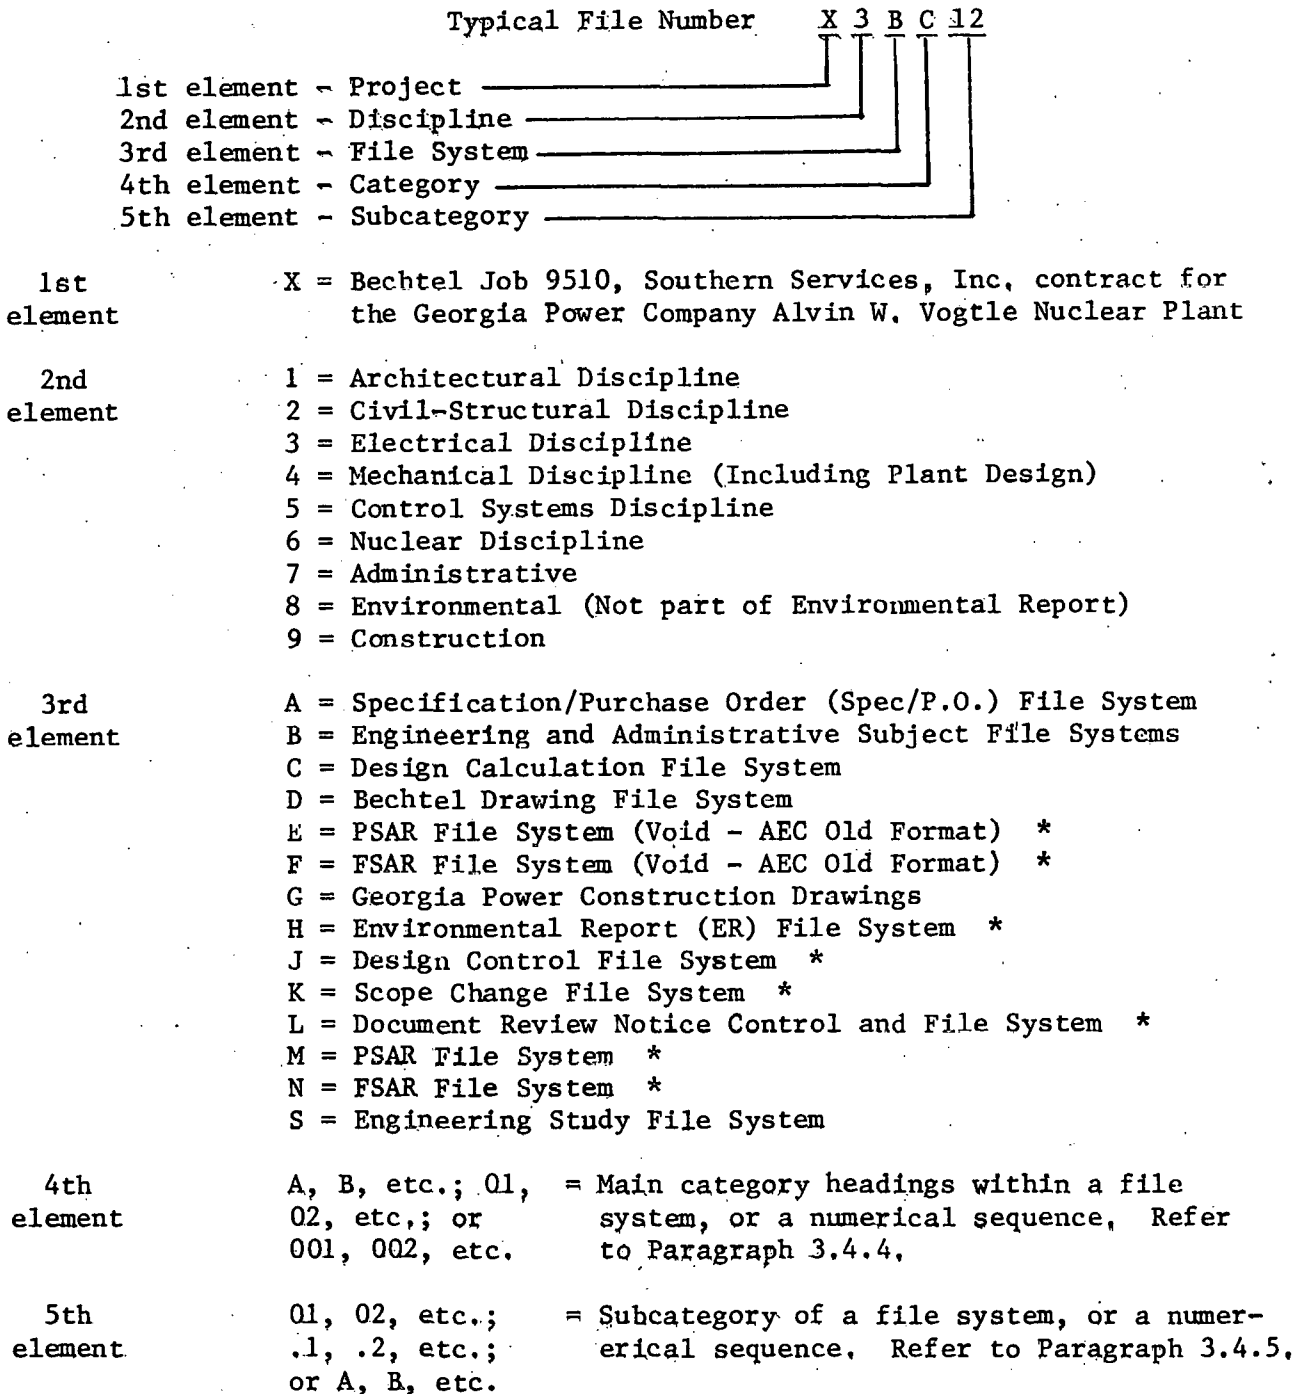 Typical File Number X 3 B C 12
1st element - Project
2nd element - Discipline
3rd element - File System
4th element - Category
5th element - Subcategory
1st element X = Bechtel Job 9510, Southern Services, Inc. contract for
the Georgia Power Company Alvin W. Vogtle Nuclear Plant
2nd element 1 = Architectural Discipline
2 = Civil-Structural Discipline
3 = Electrical Discipline
4 = Mechanical Discipline (Including Plant Design)
5 = Control Systems Discipline
6 = Nuclear Discipline
7 = Administrative
8 = Environmental (Not part of Environmental Report)
9 = Construction
3rd element A = Specification/Purchase Order (Spec/P.O.) File System
B = Engineering and Administrative Subject File Systems
C = Design Calculation File System
D = Bechtel Drawing File System
E = PSAR File System (Void - AEC Old Format) *
F = FSAR File System (Void - AEC Old Format) *
G = Georgia Power Construction Drawings
H = Environmental Report (ER) File System *
J = Design Control File System *
K = Scope Change File System *
L = Document Review Notice Control and File System *
M = PSAR File System *
N = FSAR File System *
S = Engineering Study File System
4th element A, B, etc.; 01, = Main category headings within a file
02, etc.; or system, or a numerical sequence. Refer
001, 002, etc. to Paragraph 3.4.4.
5th element 01, 02, etc.; = Subcategory of a file system, or a numer-
.1, .2, etc.; erical sequence. Refer to Paragraph 3.4.5.
or A, B, etc.